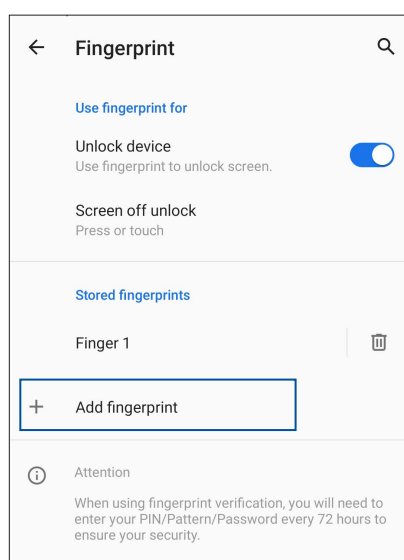 Fingerprint
Use fingerprint for
Unlock device
Use fingerprint to unlock screen.
Screen off unlock
Press or touch
Stored fingerprints
Finger 1
Add fingerprint
Attention
When using fingerprint verification, you will need to
enter your PIN/Pattern/Password every 72 hours to
ensure your security.